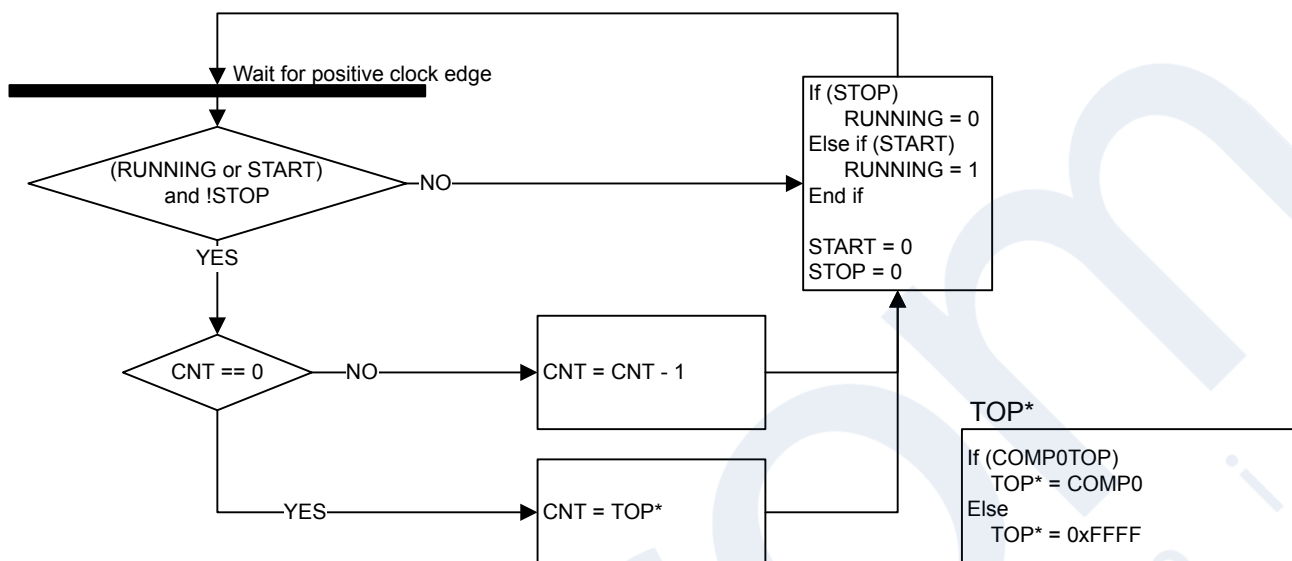 Wait for positive clock edge
(RUNNING or START)
and !STOP
NO
YES
If (STOP)
RUNNING = 0
Else if (START)
RUNNING = 1
End if
START = 0
STOP = 0
CNT == 0
NO
CNT = CNT - 1
YES
CNT = TOP*
TOP*
If (COMP0TOP)
TOP* = COMP0
Else
TOP* = 0xFFFF